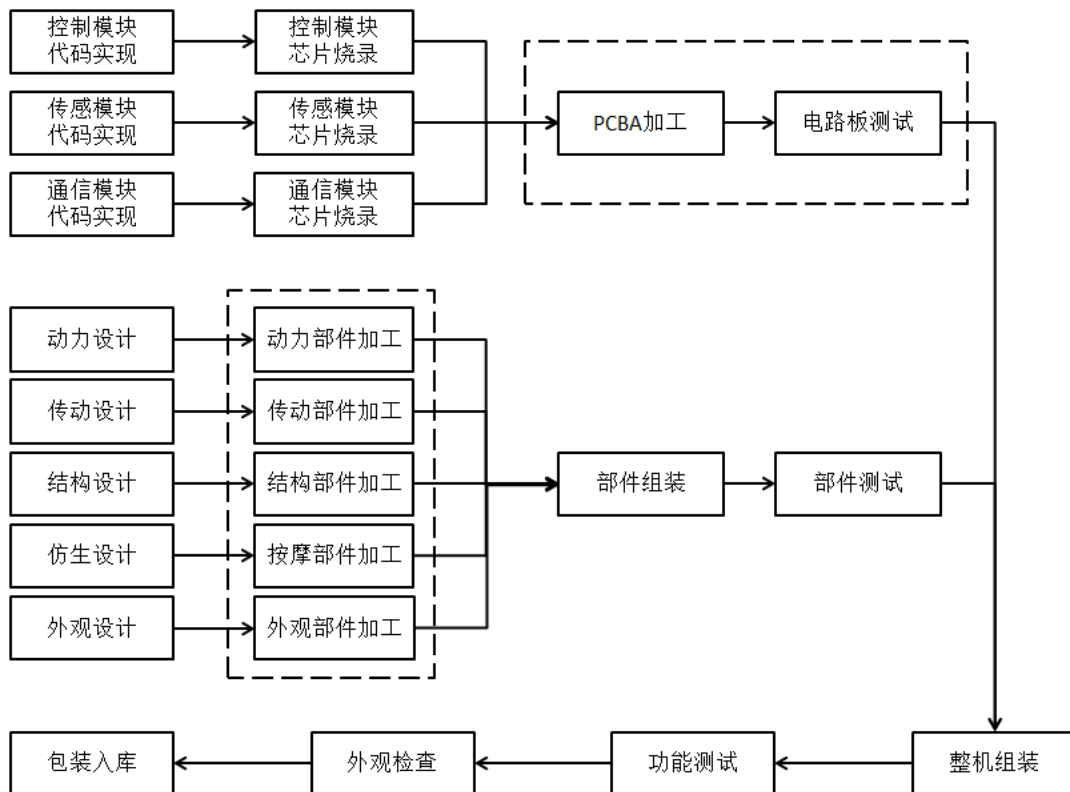 控制模块
代码实现
控制模块
芯片烧录
传感模块
代码实现
传感模块
芯片烧录
PCBA加工
电路板测试
通信模块
代码实现
通信模块
芯片烧录
动力设计
动力部件加工
传动设计
传动部件加工
结构设计
结构部件加工
部件组装
部件测试
仿生设计
按摩部件加工
外观设计
外观部件加工
包装入库
外观检查
功能测试
整机组装